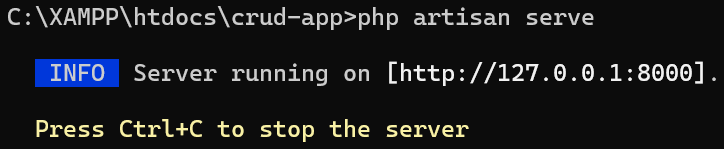 C:\XAMPP\htdocs\crud-app>php artisan serve
INFO Server running on [http://127.0.0.1:8000].
Press Ctrl+C to stop the server